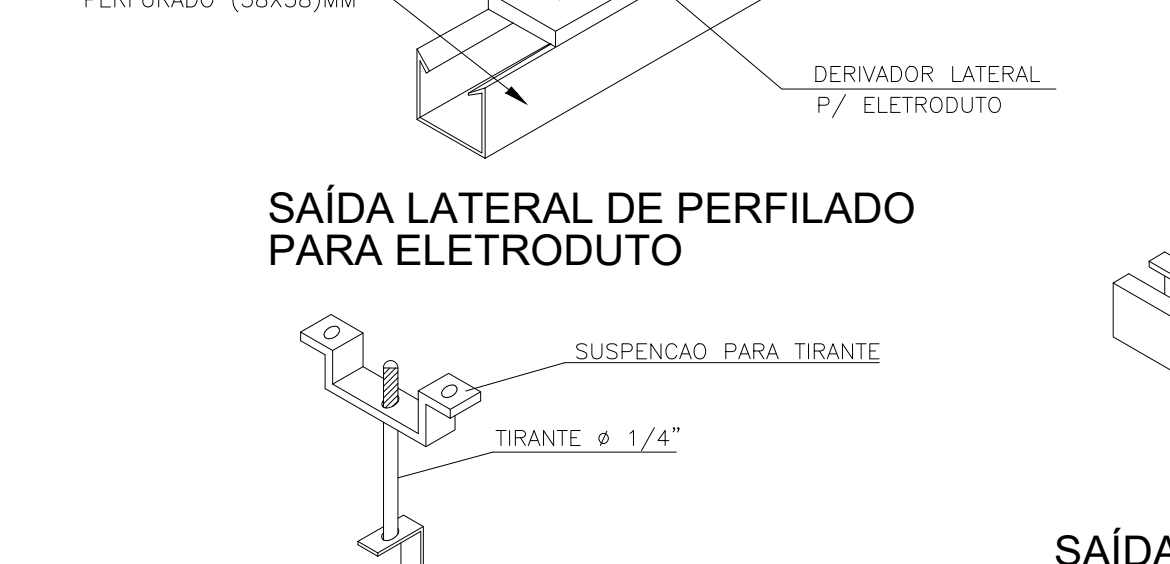 PERFURADO (38X38)MM
DERIVADOR LATERAL
P/ ELETRODUTO
SAÍDA LATERAL DE PERFILADO
PARA ELETRODUTO
SUSPENCAO PARA TIRANTE
TIRANTE ø 1/4”
SAÍDA